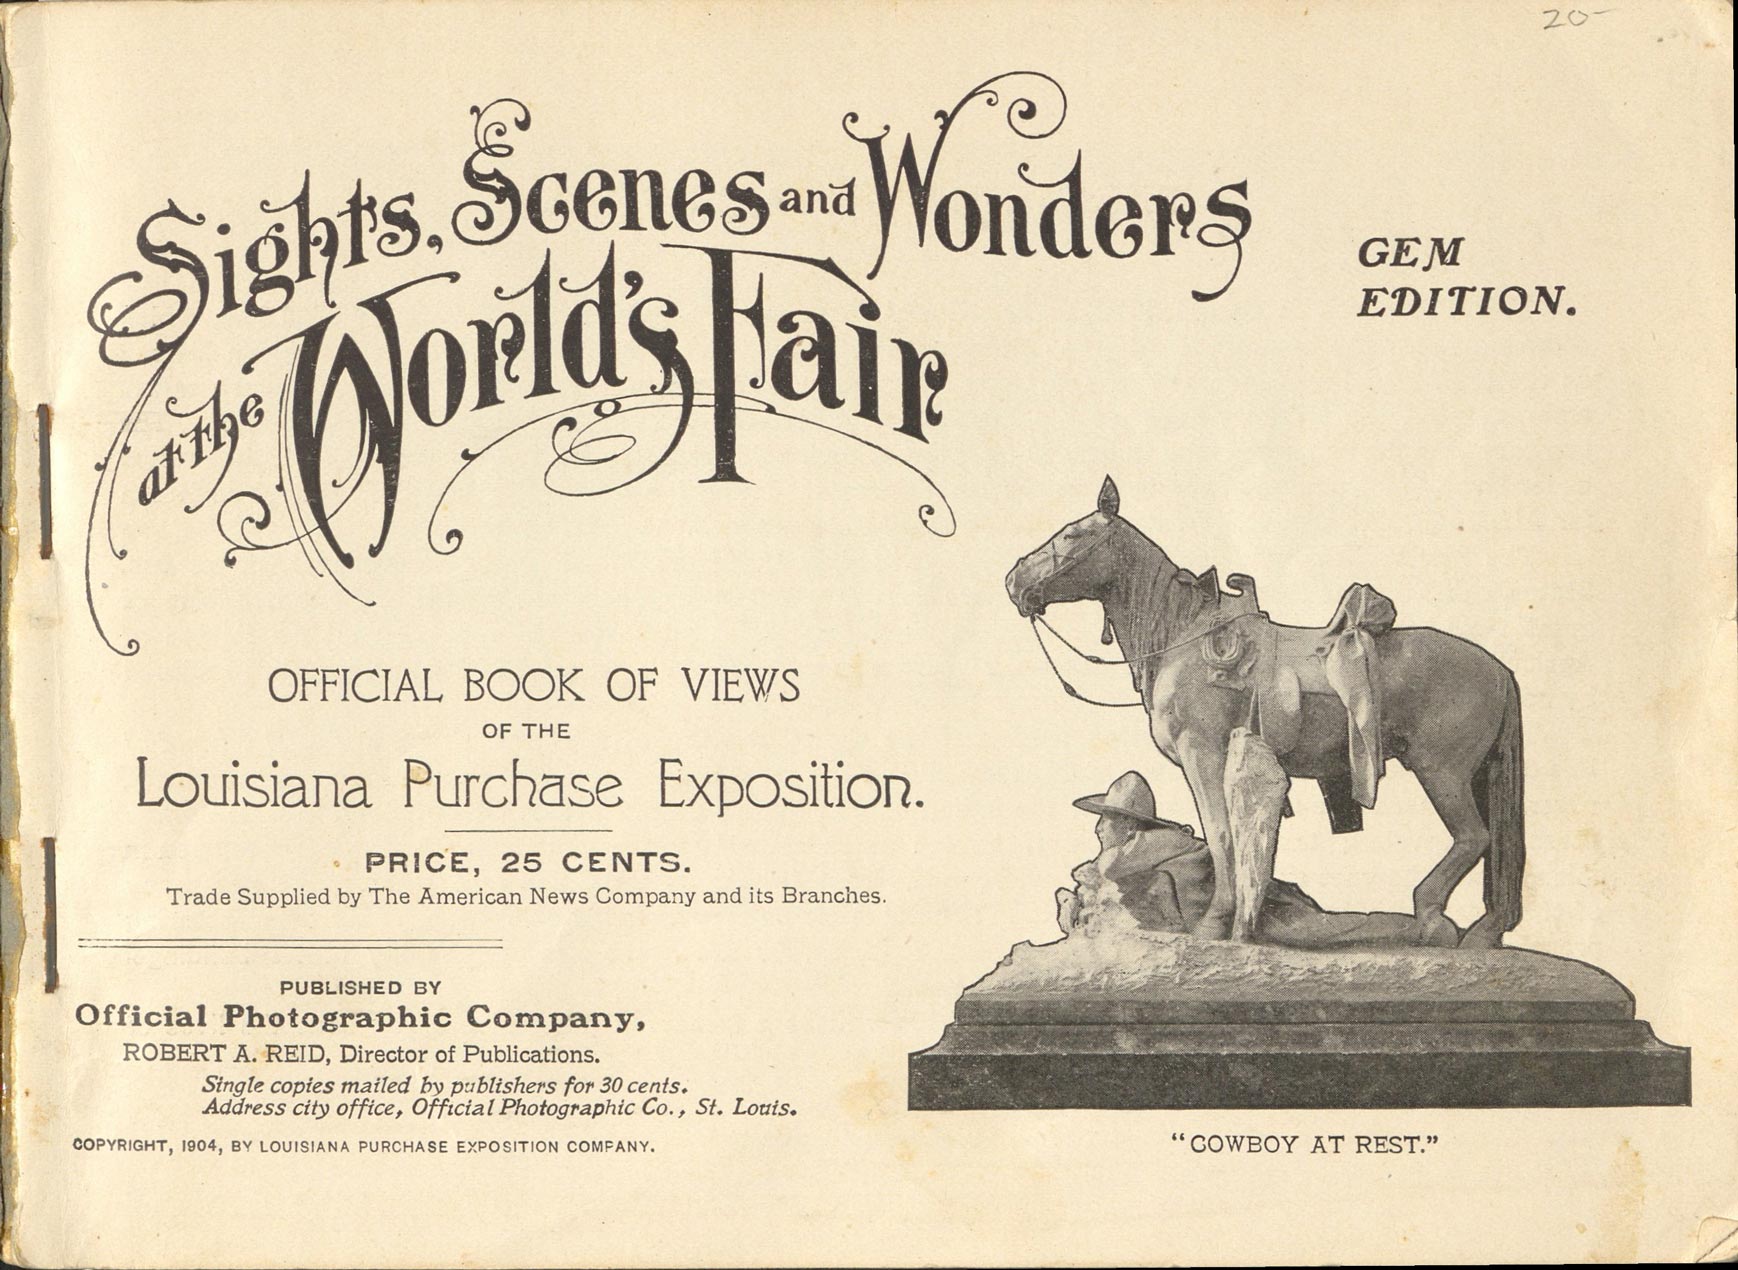 20-
Sights, Scenes and Wonders
at the World's Fair
GEM
EDITION.
OFFICIAL BOOK OF VIEWS
OF THE
Louisiana Purchase Exposition.
PRICE, 25 CENTS.
Trade Supplied by The American News Company and its Branches.
PUBLISHED BY
Official Photographic Company,
ROBERT A. REID, Director of Publications.
Single copies mailed by publishers for 30 cents.
Address city office, Official Photographic Co., St. Louis.
COPYRIGHT, 1904, BY LOUISIANA PURCHASE EXPOSITION COMPANY.
"COWBOY AT REST."